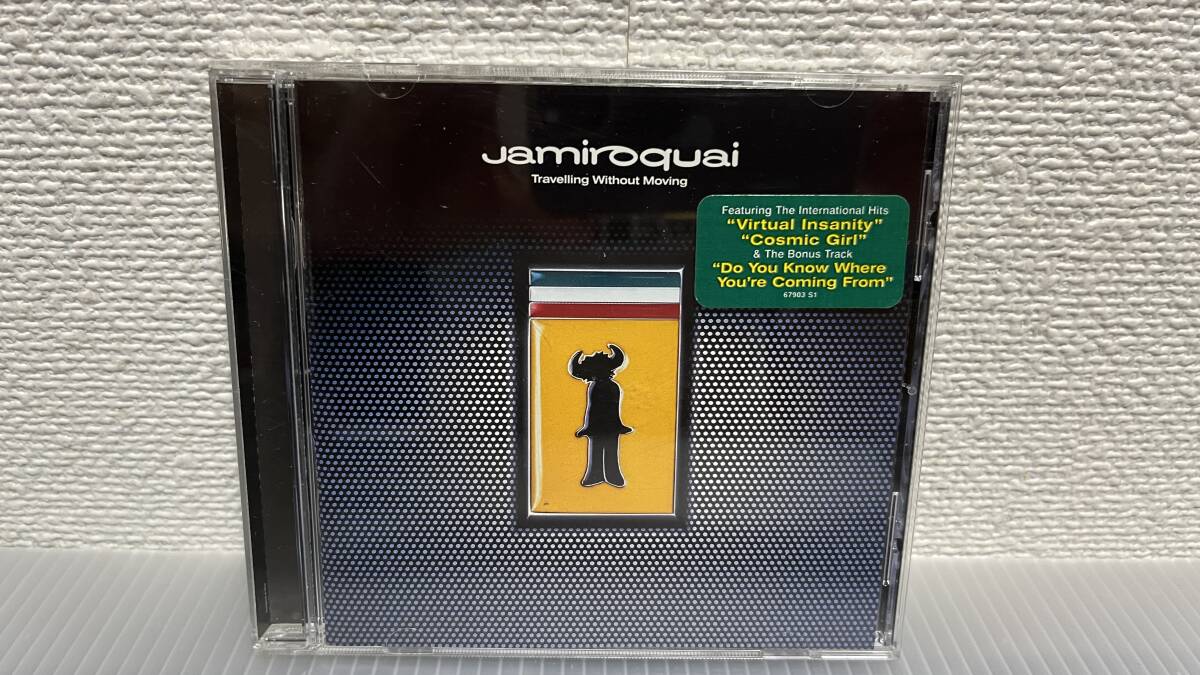 Jamiroquai
Travelling Without Moving
Featuring The International Hits
“Virtual Insanity”
“Cosmic Girl”
& The Bonus Track
“Do You Know Where
You're Coming From”
67903 S1